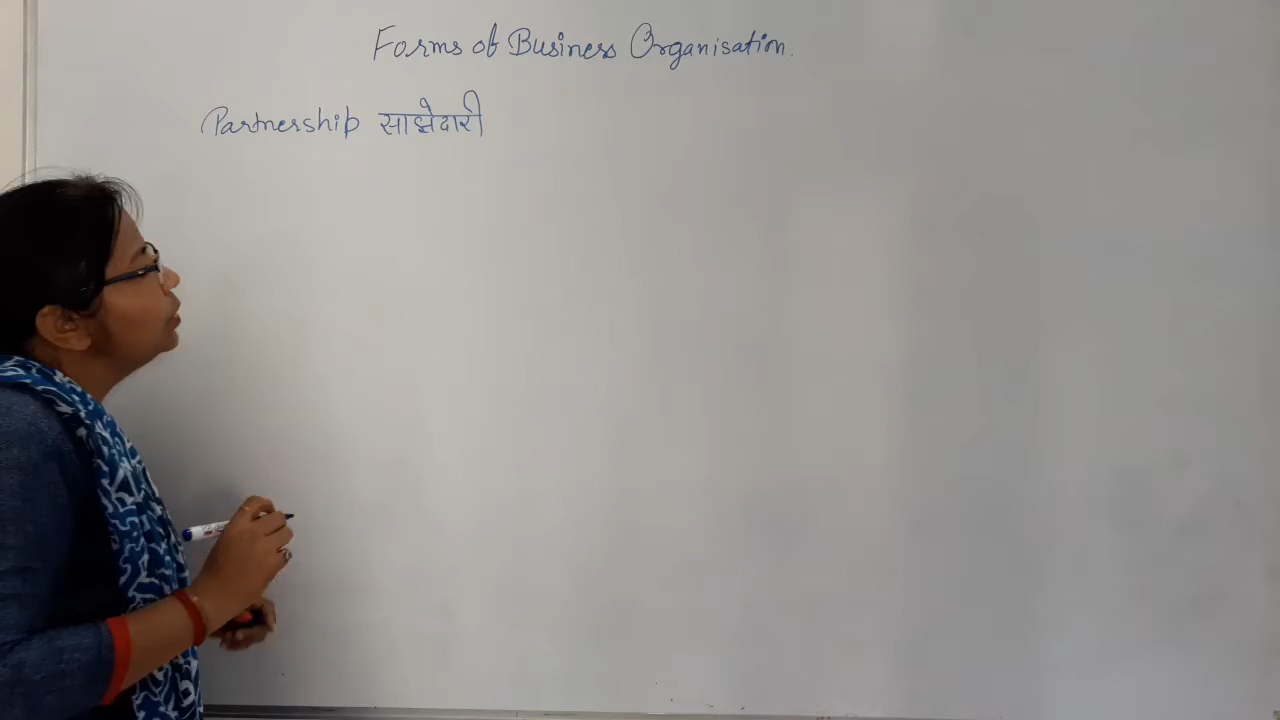 Forms of Business Organisation.
Partnership साझेदारी